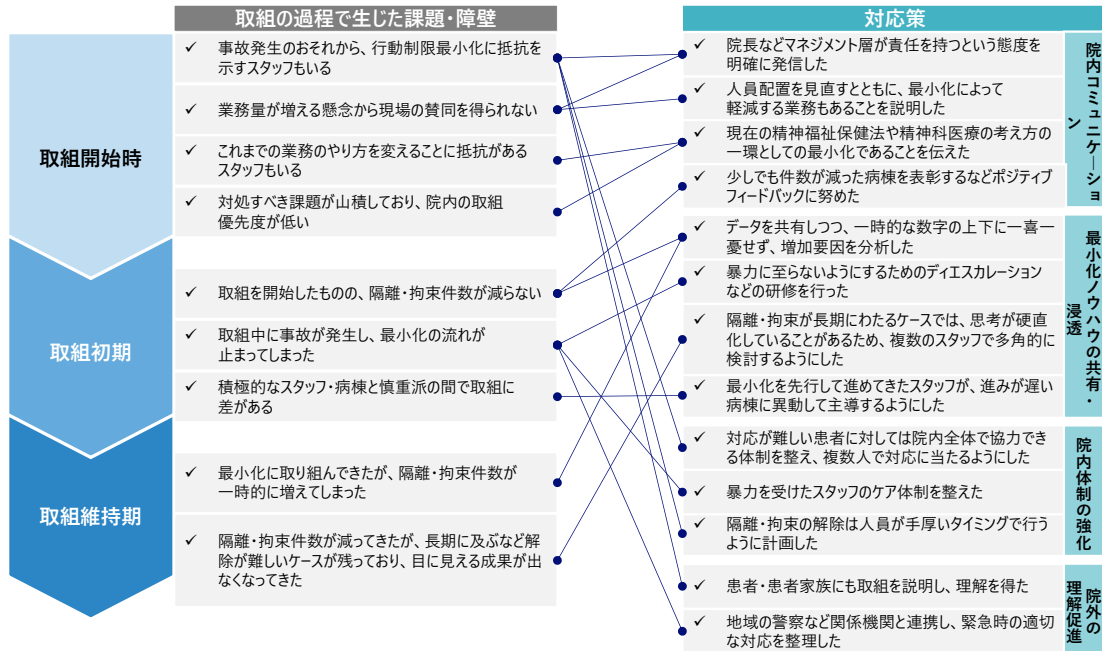 取組の過程で生じた課題・障壁
対応策
取組開始時
✓ 事故発生のおそれから、行動制限最小化に抵抗を
示すスタッフもいる
✓ 業務量が増える懸念から現場の賛同を得られない
✓ これまでの業務のやり方を変えることに抵抗がある
スタッフもいる
✓ 対処すべき課題が山積しており、院内の取組
優先度が低い
取組初期
✓ 取組を開始したものの、隔離・拘束件数が減らない
✓ 取組中に事故が発生し、最小化の流れが
止まってしまった
✓ 積極的なスタッフ・病棟と慎重派の間で取組に
差がある
取組維持期
✓ 最小化に取り組んできたが、隔離・拘束件数が
一時的に増えてしまった
✓ 隔離・拘束件数が減ってきたが、長期に及ぶなど解
除が難しいケースが残っており、目に見える成果が出
なくなってきた
✓ 院長などマネジメント層が責任を持つという態度を
明確に発信した
✓ 人員配置を見直すとともに、最小化によって
軽減する業務もあることを説明した
✓ 現在の精神福祉保健法や精神科医療の考え方の
一環としての最小化であることを伝えた
✓ 少しでも件数が減った病棟を表彰するなどポジティブ
フィードバックに努めた
院内コミュニケーショ
ン
✓ データを共有しつつ、一時的な数字の上下に一喜一
憂せず、増加要因を分析した
✓ 暴力に至らないようにするためのディエスカレーション
などの研修を行った
✓ 隔離・拘束が長期にわたるケースでは、思考が硬直
化していることがあるため、複数のスタッフで多角的に
検討するようにした
✓ 最小化を先行して進めてきたスタッフが、進みが遅い
病棟に異動して主導するようにした
最小化ノウハウの共有・
浸透
✓ 対応が難しい患者に対しては院内全体で協力でき
る体制を整え、複数人で対応に当たるようにした
✓ 暴力を受けたスタッフのケア体制を整えた
✓ 隔離・拘束の解除は人員が手厚いタイミングで行う
ように計画した
院内体制の強化
✓ 患者・患者家族にも取組を説明し、理解を得た
✓ 地域の警察など関係機関と連携し、緊急時の適切
な対応を整理した
院外の
理解促進